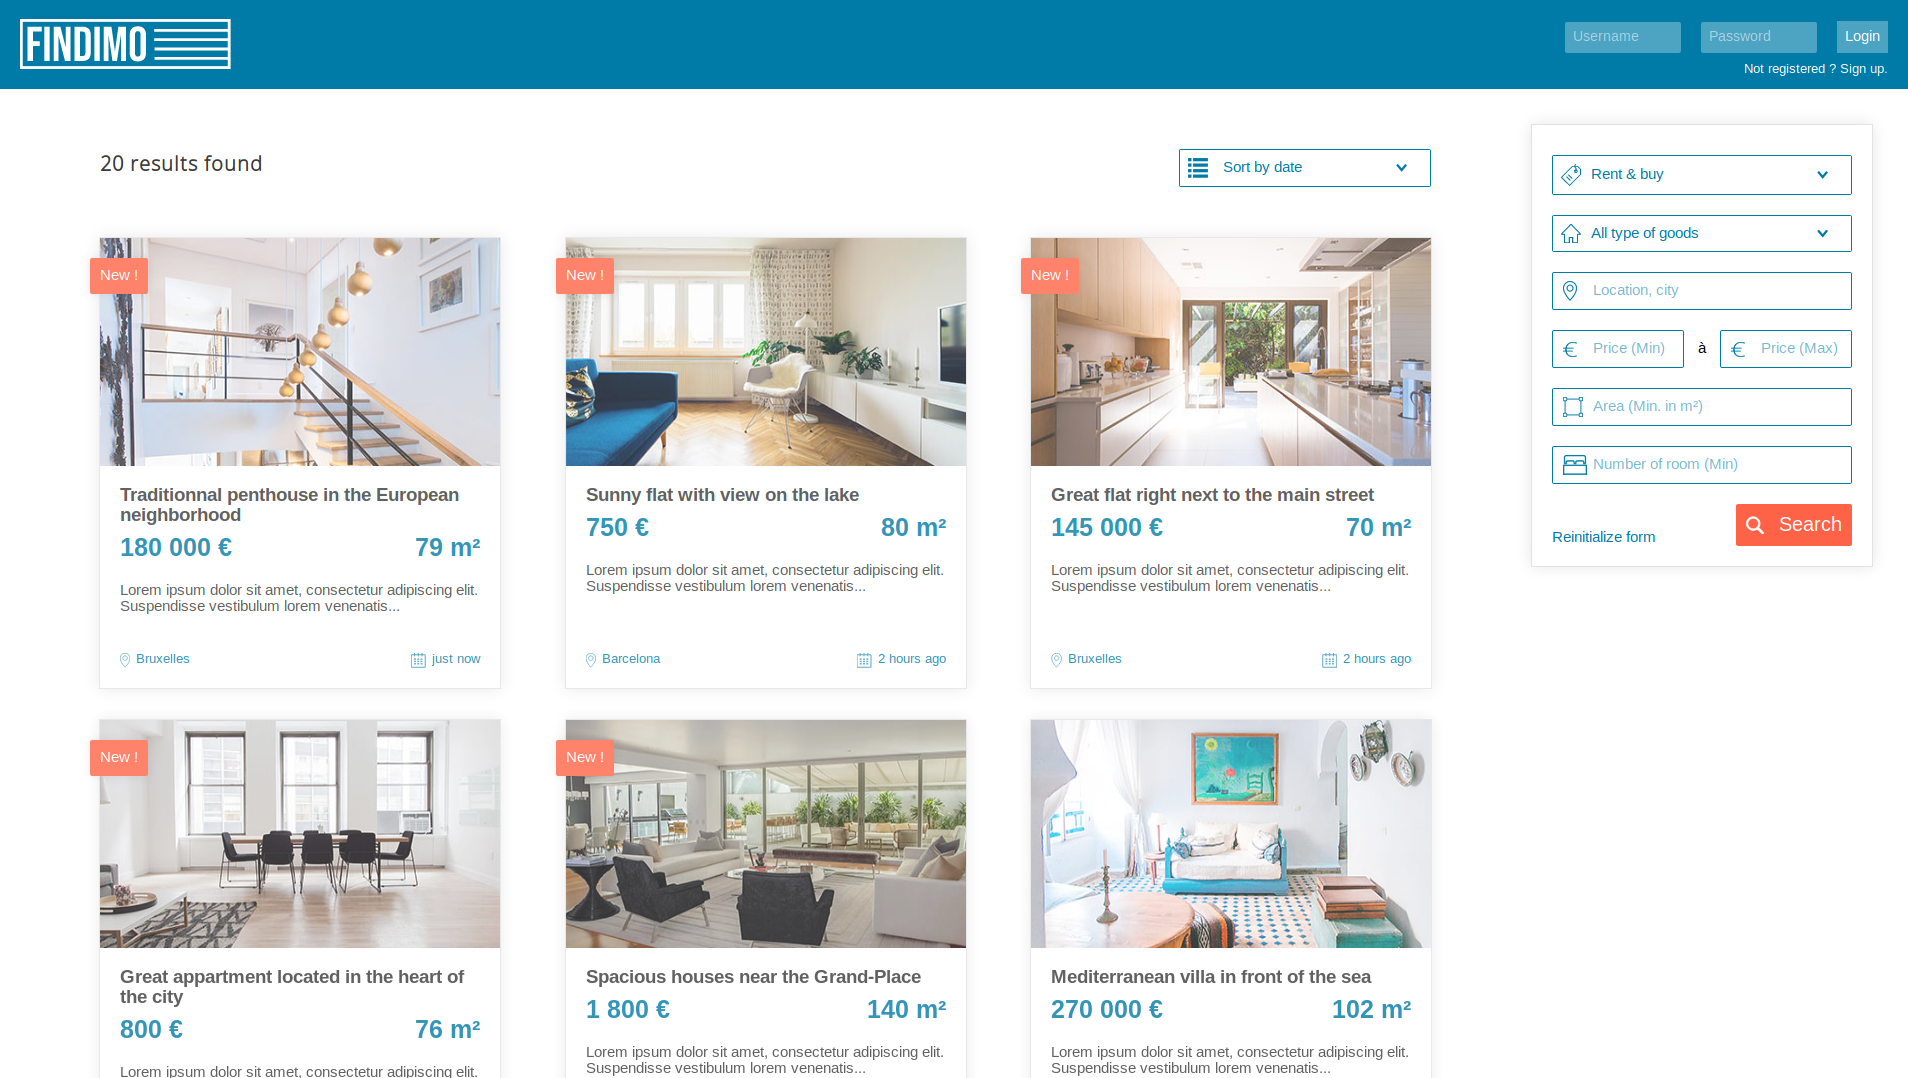 FINDIMO
Username
Password
Login
Not registered ? Sign up.
20 results found
Sort by date
New !
Traditionnal penthouse in the European
neighborhood
180 000 €
79 m²
Lorem ipsum dolor sit amet, consectetur adipiscing elit.
Suspendisse vestibulum lorem venenatis...
Bruxelles
just now
New !
Sunny flat with view on the lake
750 €
80 m²
Lorem ipsum dolor sit amet, consectetur adipiscing elit.
Suspendisse vestibulum lorem venenatis...
Barcelona
2 hours ago
New !
Great flat right next to the main street
145 000 €
70 m²
Lorem ipsum dolor sit amet, consectetur adipiscing elit.
Suspendisse vestibulum lorem venenatis...
Bruxelles
2 hours ago
New !
Great appartment located in the heart of
the city
800 €
76 m²
Lorem ipsum dolor sit amet, consectetur adipiscing elit.
New !
Spacious houses near the Grand-Place
1 800 €
140 m²
Lorem ipsum dolor sit amet, consectetur adipiscing elit.
Suspendisse vestibulum lorem venenatis...
Mediterranean villa in front of the sea
270 000 €
102 m²
Lorem ipsum dolor sit amet, consectetur adipiscing elit.
Suspendisse vestibulum lorem venenatis...
Rent & buy
All type of goods
Location, city
Price (Min)
à
Price (Max)
Area (Min. in m²)
Number of room (Min)
Reinitialize form
Search